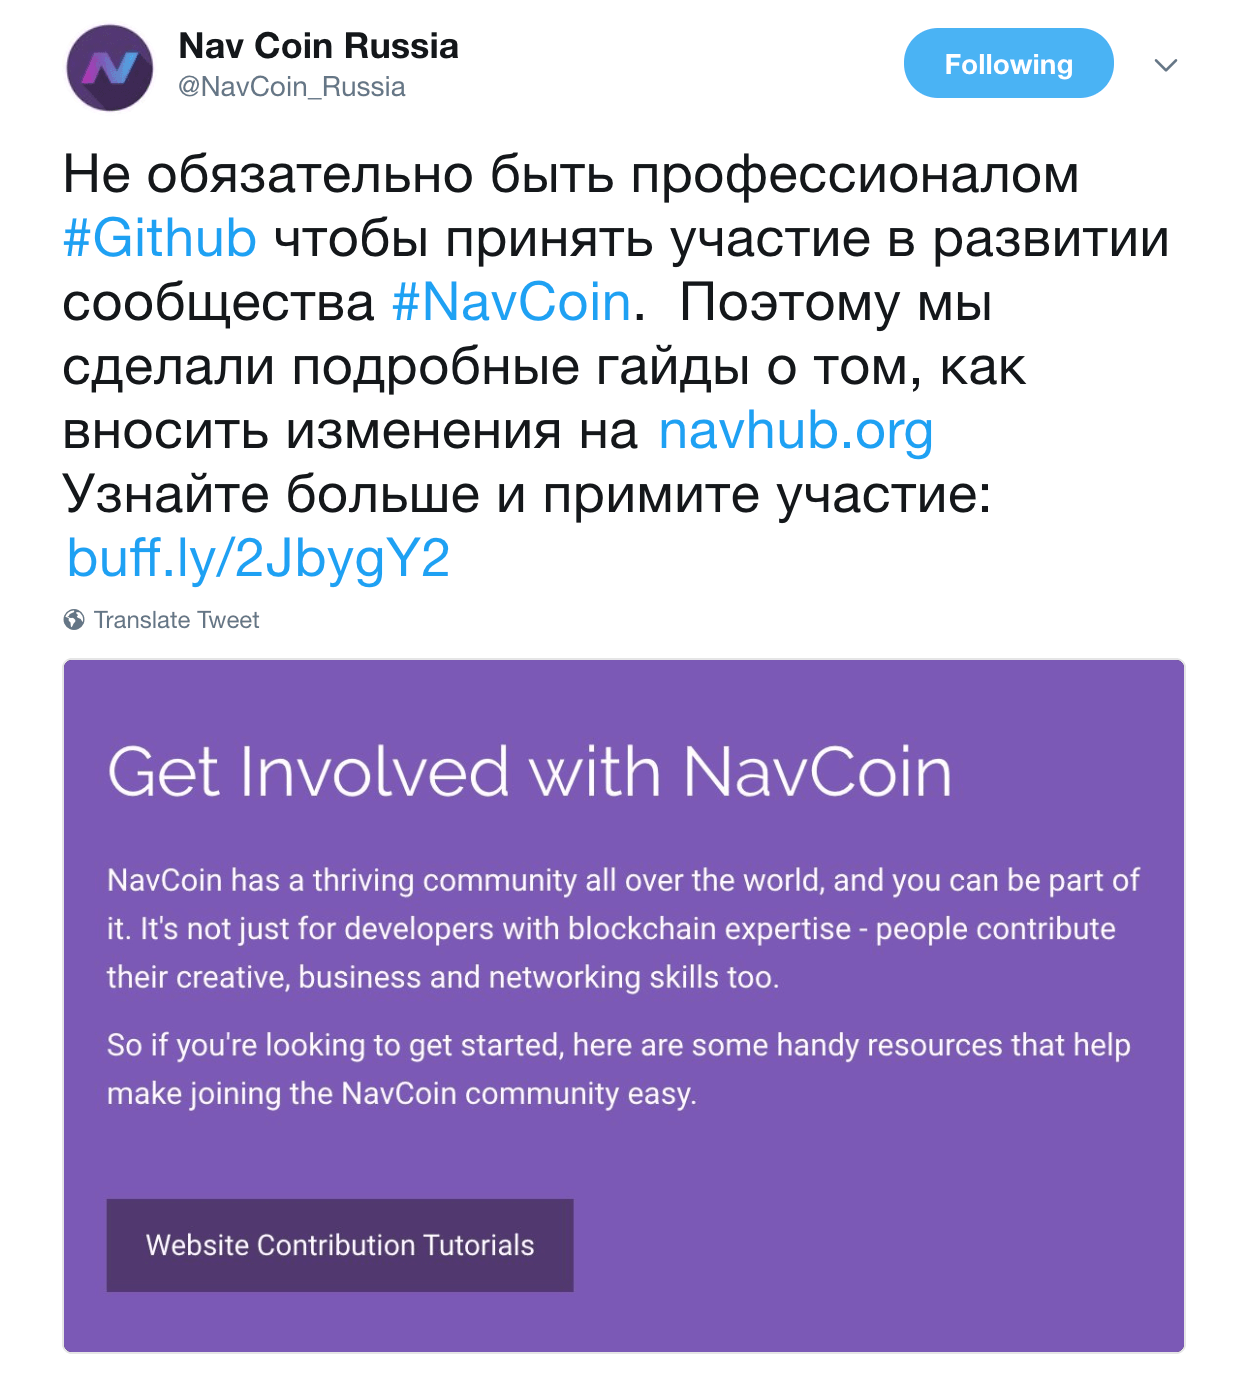 Nav Coin Russia
@NavCoin_Russia
Following
Не обязательно быть профессионалом
#Github чтобы принять участие в развитии
сообщества #NavCoin.  Поэтому мы
сделали подробные гайды о том, как
вносить изменения на navhub.org
Узнайте больше и примите участие:
buff.ly/2JbygY2
Translate Tweet
Get Involved with NavCoin
NavCoin has a thriving community all over the world, and you can be part of
it. It's not just for developers with blockchain expertise - people contribute
their creative, business and networking skills too.
So if you're looking to get started, here are some handy resources that help
make joining the NavCoin community easy.
Website Contribution Tutorials